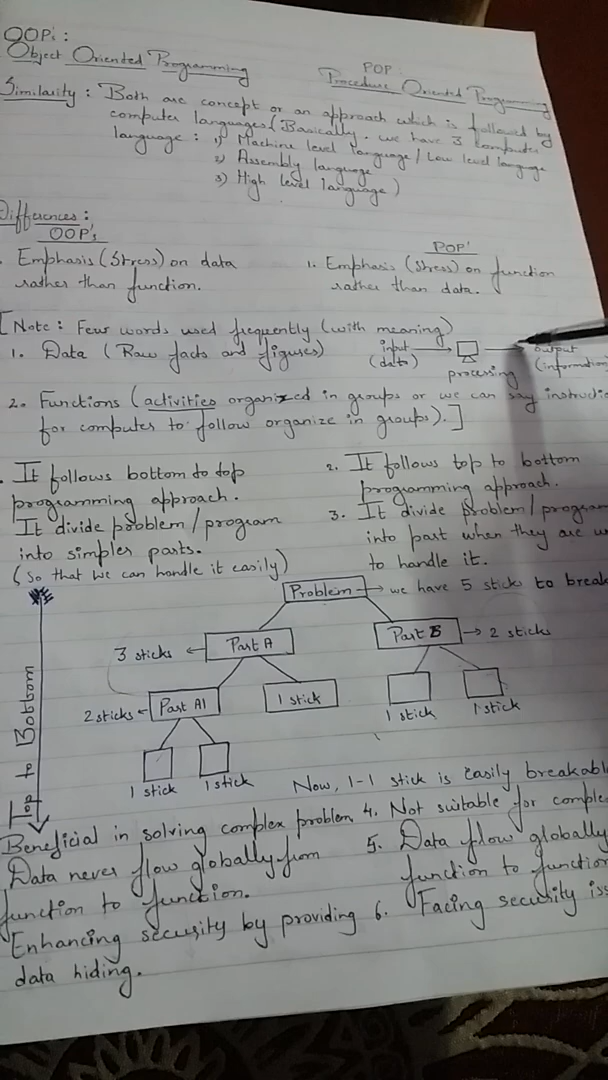 OOPs :
Object Oriented Programming
POP
Procedure Oriented Programming
Similarity : Both are concept or an approach which is followed by
computer languages (Basically, we have 3 computer
language : 1) Machine level language / Low level language
2) Assembly language
3) High level language)
Differences :
OOP's
POP'
Emphasis (Stress) on data
rather than function.
1. Emphasis (Stress) on function
rather than data.
[Note : Few words used frequently (with meaning)
1. Data (Raw facts and figures)
input
(data)
processing
output
(information
2. Functions (activities organized in groups or we can say instructi
for computer to follow organize in groups).]
It follows bottom to top
programming approach.
It divide problem / program
into simpler parts.
(So that we can handle it easily)
2. It follows top to bottom
programming approach.
3. It divide problem / program
into part when they are u
to handle it.
Problem → we have 5 stick to break
3 sticks ← Part A
Part B → 2 sticks
2 sticks ← Part A1
1 stick
1 stick
1 stick
1 stick
1 stick
Top to Bottom
Now, 1-1 stick is easily breakable
Beneficial in solving complex problem
4. Not suitable for comple
Data never flow globally from
function to function.
5. Data flow globally
function to function
Enhancing security by providing
data hiding.
6. Facing security iss